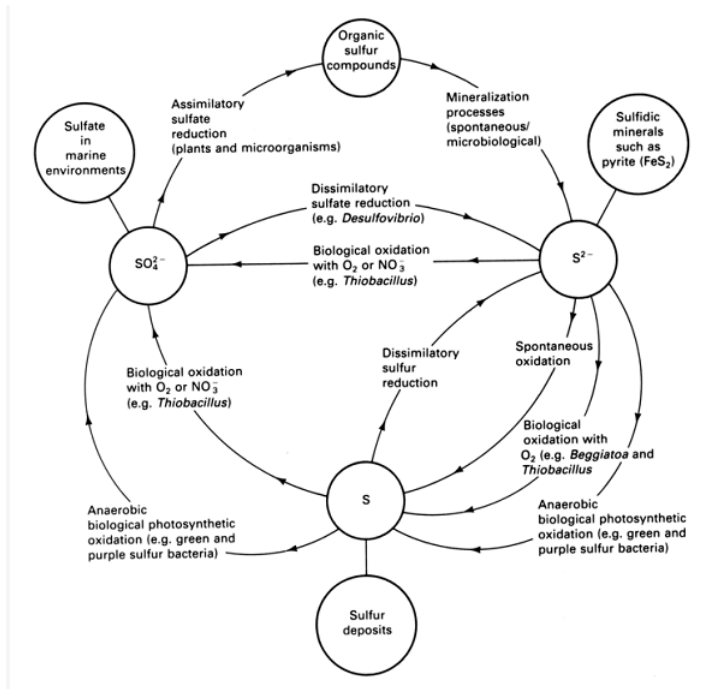 Organic
sulfur
compounds
Assimilatory
sulfate
reduction
(plants and microorganisms)
Mineralization
processes
(spontaneous/
microbiological)
Sulfate
in
marine
environments
Sulfidic
minerals
such as
pyrite (FeS₂)
Dissimilatory
sulfate reduction
(e.g. Desulfovibrio)
SO₄²⁻
S²⁻
Biological oxidation
with O₂ or NO₃⁻
(e.g. Thiobacillus)
Dissimilatory
sulfur
reduction
Spontaneous
oxidation
Biological oxidation
with O₂ or NO₃⁻
(e.g. Thiobacillus)
Biological
oxidation with
O₂ (e.g. Beggiatoa and
Thiobacillus
S
Anaerobic
biological photosynthetic
oxidation (e.g. green and
purple sulfur bacteria)
Anaerobic
biological photosynthetic
oxidation (e.g. green and
purple sulfur bacteria)
Sulfur
deposits